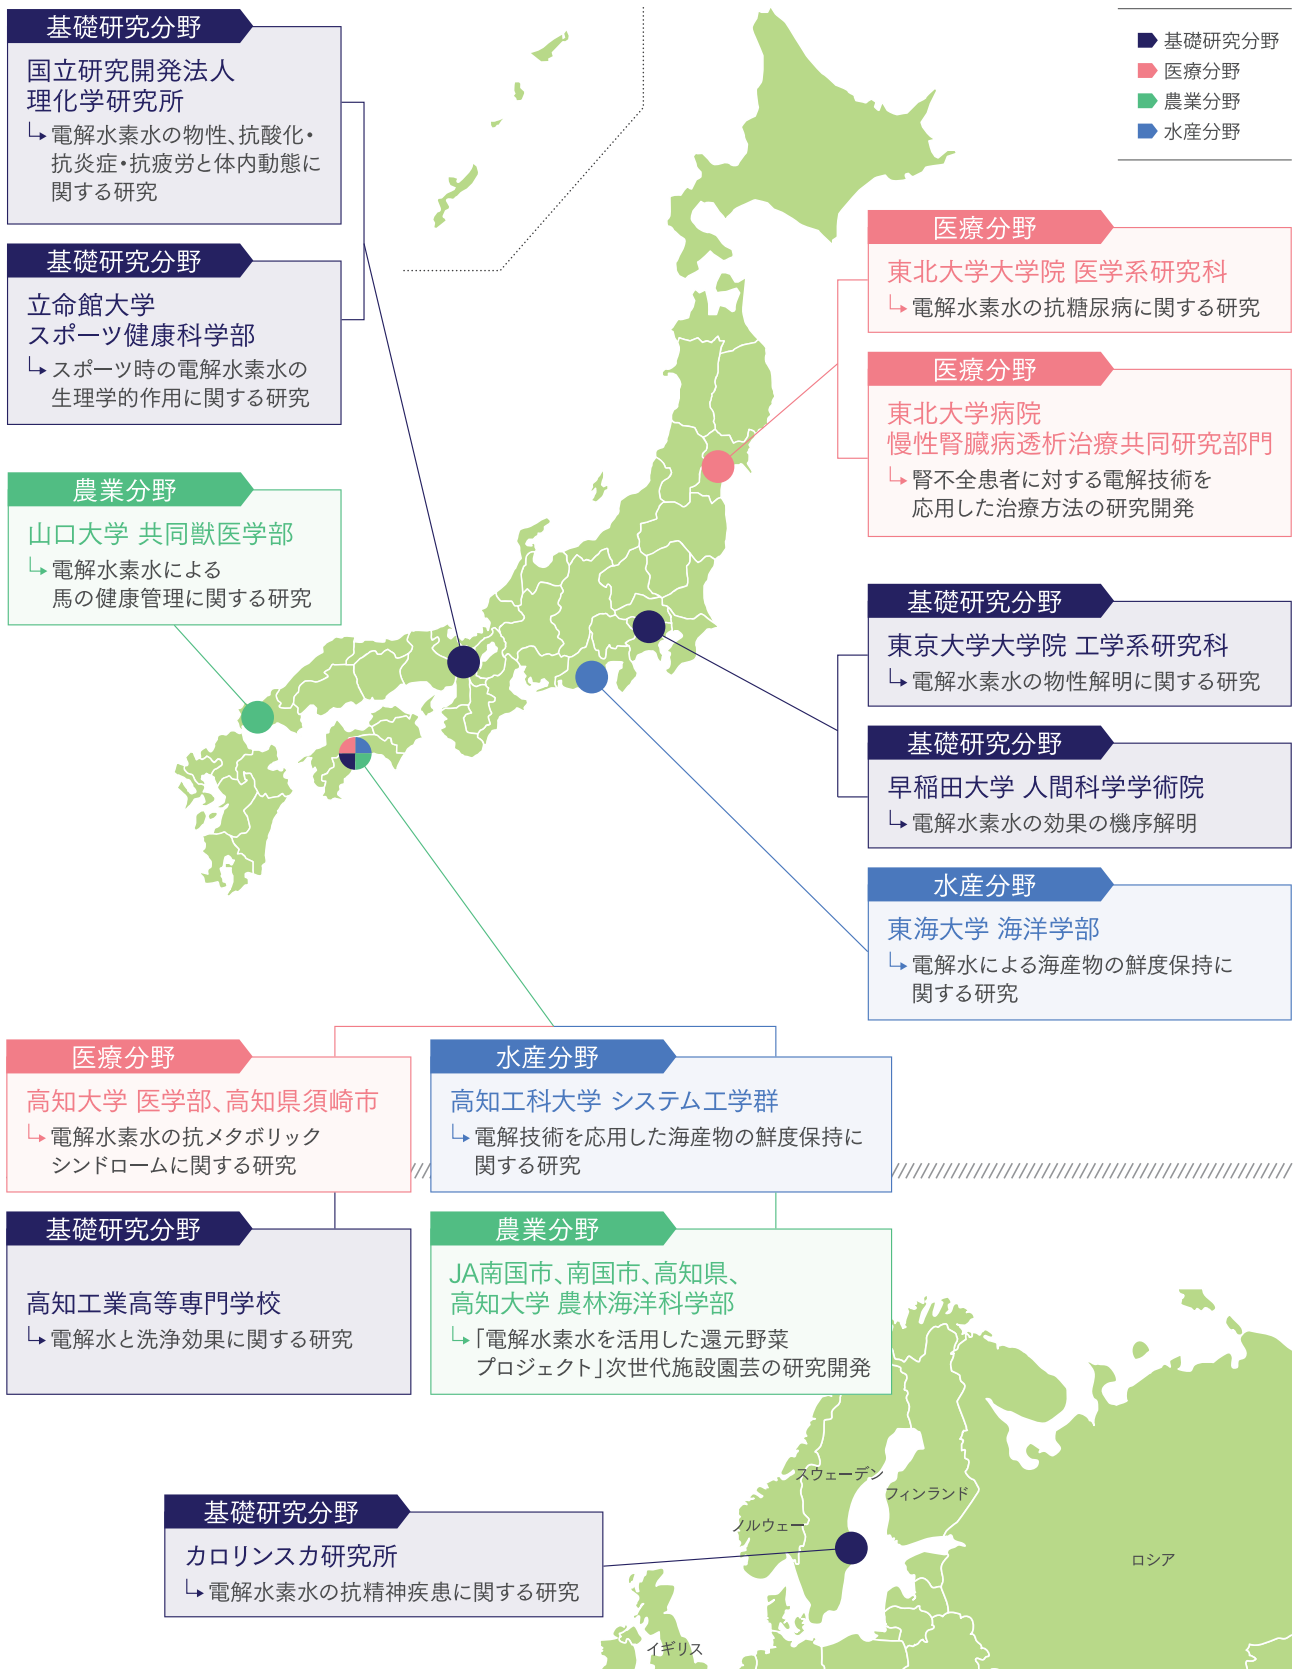 基礎研究分野
国立研究開発法人
理化学研究所
電解水素水の物性、抗酸化・
抗炎症・抗疲労と体内動態に
関する研究
基礎研究分野
立命館大学
スポーツ健康科学部
スポーツ時の電解水素水の
生理学的作用に関する研究
農業分野
山口大学 共同獣医学部
電解水素水による
馬の健康管理に関する研究
基礎研究分野
医療分野
農業分野
水産分野
医療分野
東北大学大学院 医学系研究科
電解水素水の抗糖尿病に関する研究
医療分野
東北大学病院
慢性腎臓病透析治療共同研究部門
腎不全患者に対する電解技術を
応用した治療方法の研究開発
基礎研究分野
東京大学大学院 工学系研究科
電解水素水の物性解明に関する研究
基礎研究分野
早稲田大学 人間科学学術院
電解水素水の効果の機序解明
水産分野
東海大学 海洋学部
電解水による海産物の鮮度保持に
関する研究
医療分野
高知大学 医学部、高知県須崎市
電解水素水の抗メタボリック
シンドロームに関する研究
水産分野
高知工科大学 システム工学群
電解技術を応用した海産物の鮮度保持に
関する研究
基礎研究分野
高知工業高等専門学校
電解水と洗浄効果に関する研究
農業分野
JA南国市、南国市、高知県、
高知大学 農林海洋科学部
「電解水素水を活用した還元野菜
プロジェクト」次世代施設園芸の研究開発
基礎研究分野
カロリンスカ研究所
電解水素水の抗精神疾患に関する研究
スウェーデン
フィンランド
ノルウェー
ロシア
イギリス